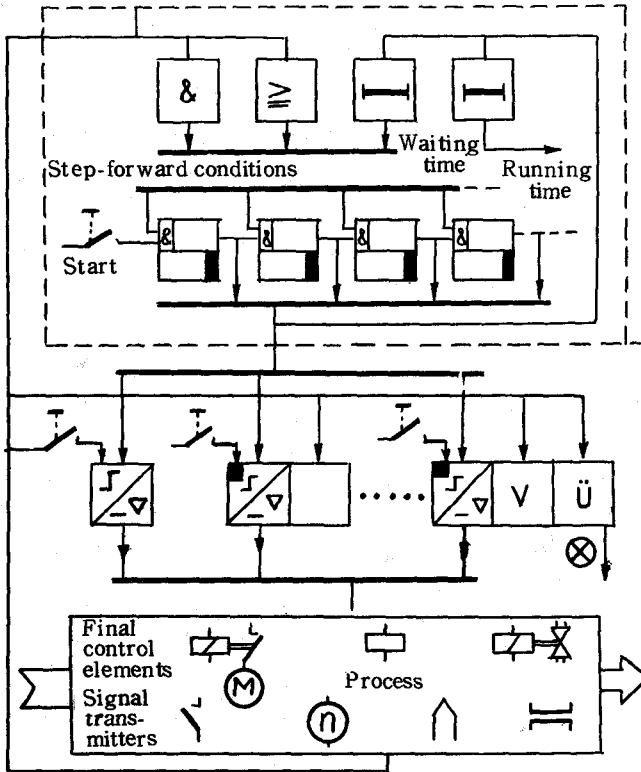 & ≥
Waiting
time
Step-forward conditions
Running
time
& & & &
Start
V Ü
Final
control
elements
M
Process
Signal
trans-
mitters
n